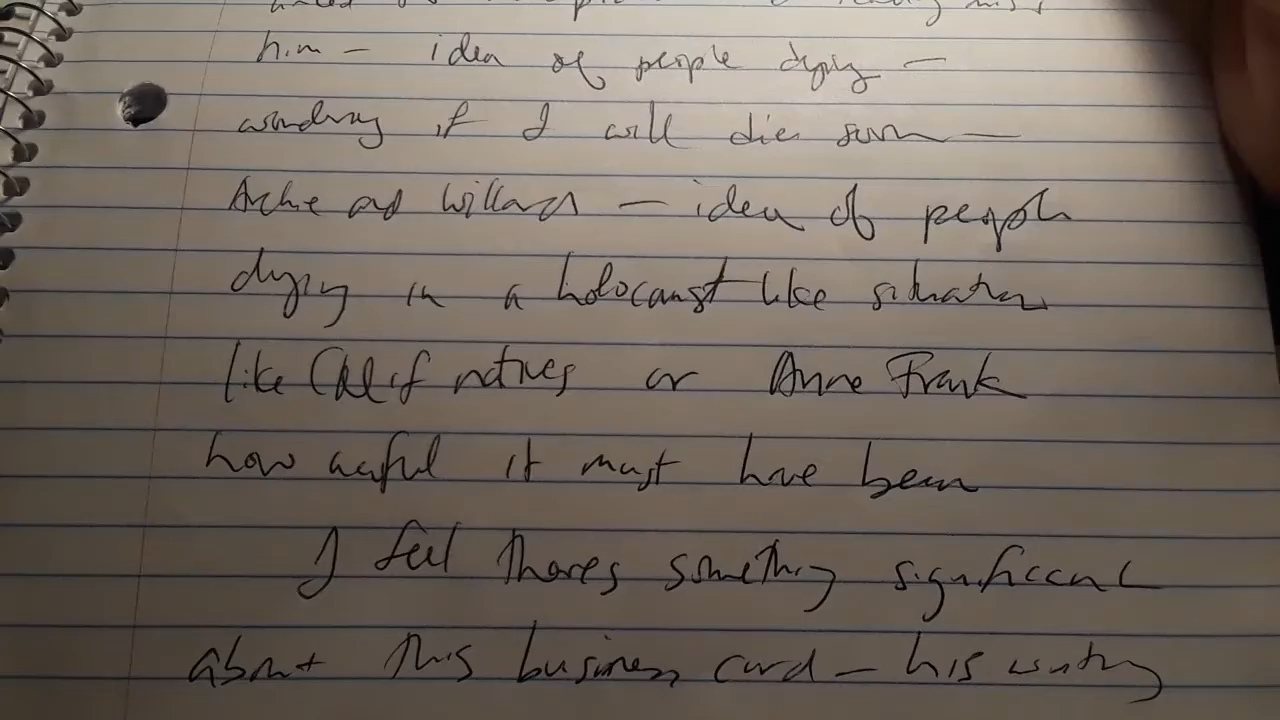 him – idea of people dying –
wondering if I will die soon –
Archie and Willard – idea of people
dying in a holocaust like situation
like Calif natives or Anne Frank
how awful it must have been
I feel theres something significant
about this business card – his writing